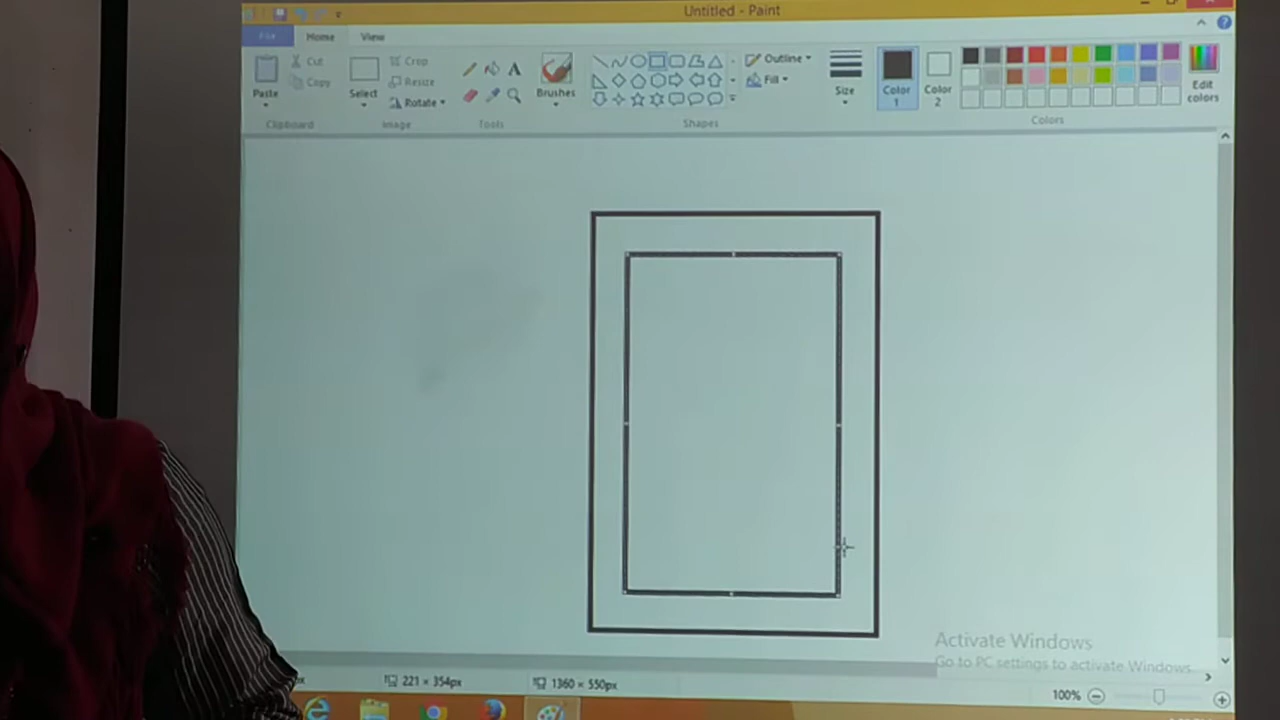 Untitled - Paint
File Home View
Paste
Cut
Copy
Clipboard
Select
Crop
Resize
Rotate
Image
A
Tools
Brushes
Shapes
Outline
Fill
Size
Color 1
Color 2
Colors
Edit colors
Activate Windows
Go to PC settings to activate Windows.
221 × 354px
1360 × 550px
100%